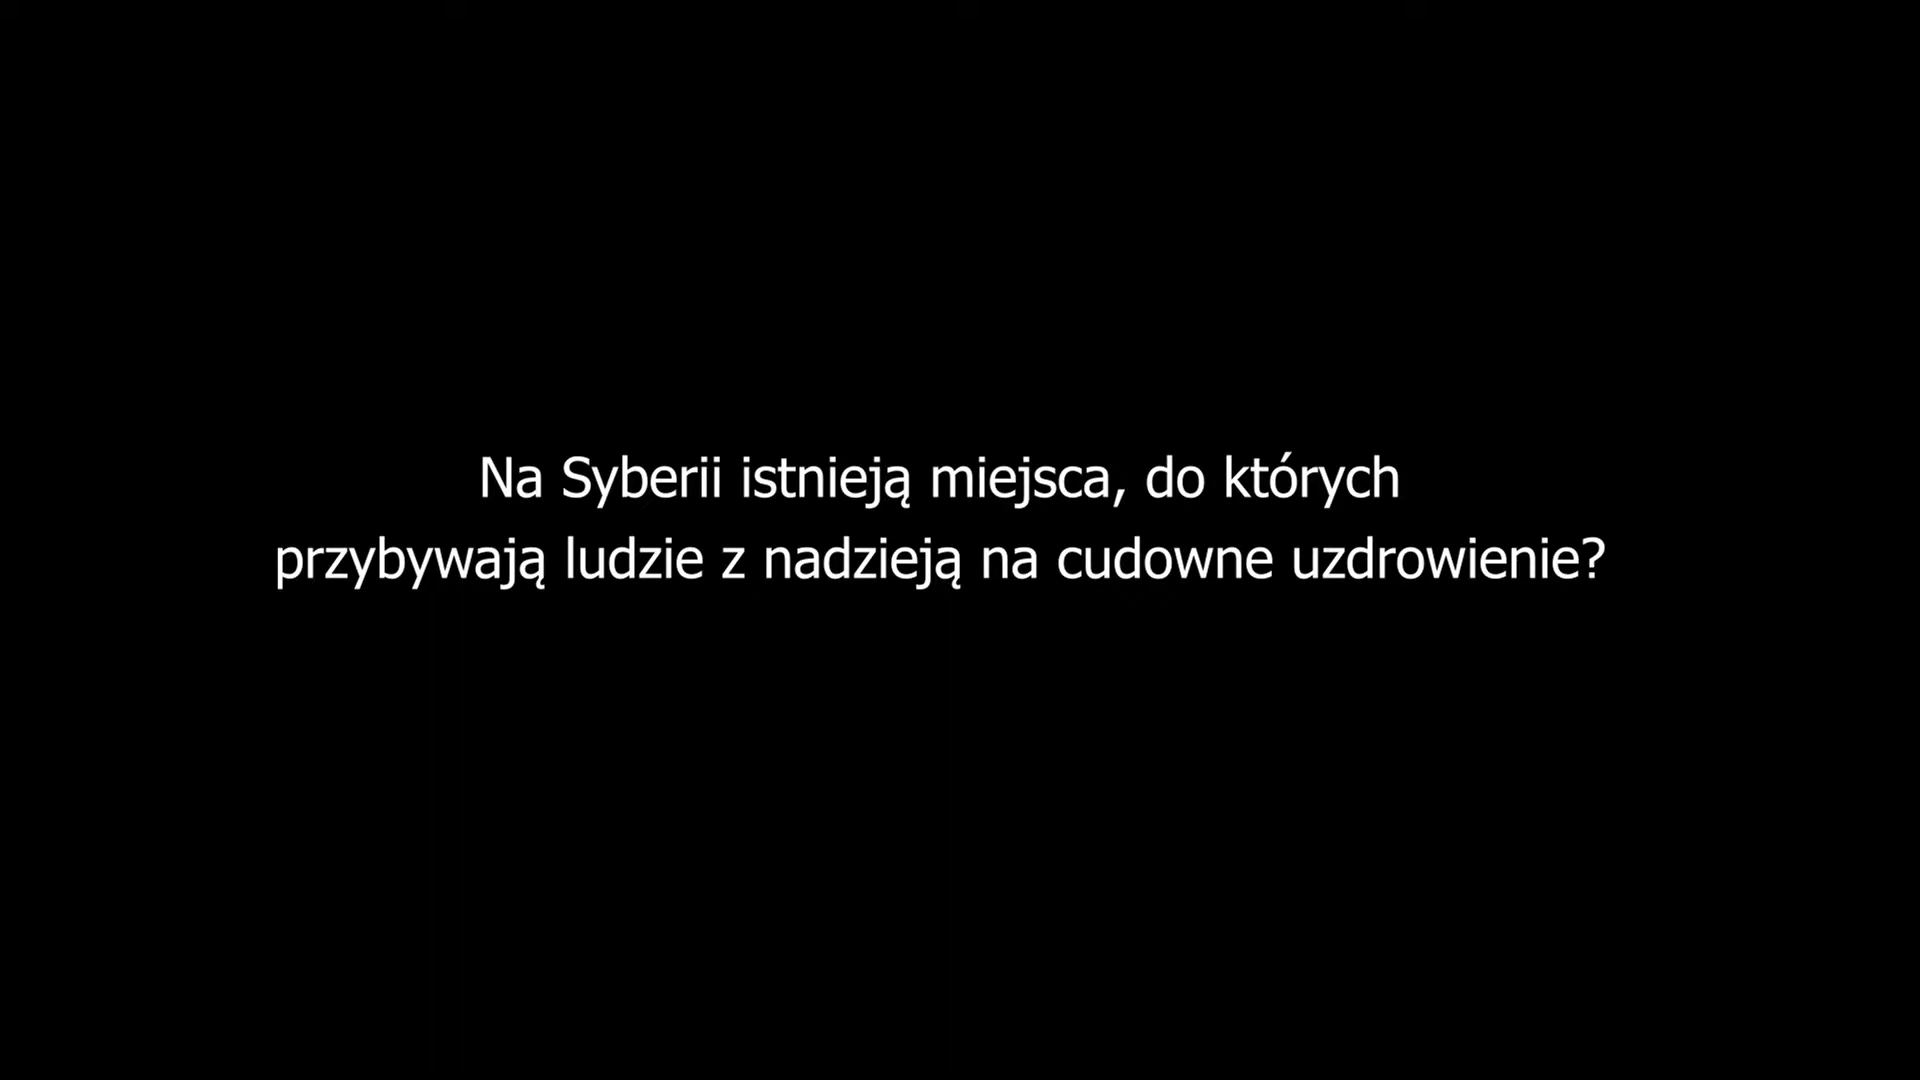 Na Syberii istnieją miejsca, do których
przybywają ludzie z nadzieją na cudowne uzdrowienie?